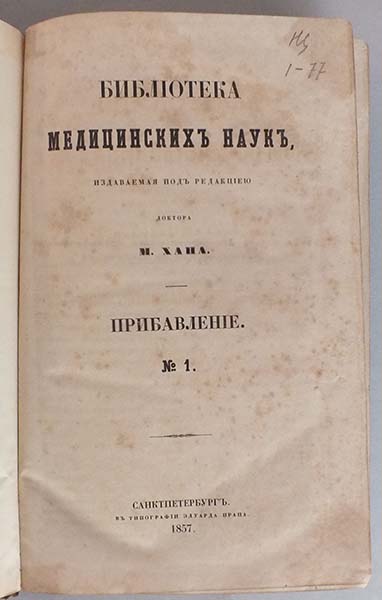 НЦ
1-77
БИБЛІОТЕКА
МЕДИЦИНСКИХЪ НАУКЪ,
ИЗДАВАЕМАЯ ПОДЪ РЕДАКЦІЕЮ
ДОКТОРА
М. ХАНА.
ПРИБАВЛЕНІЕ.
№ 1.
САНКТПЕТЕРБУРГЪ.
ВЪ ТИПОГРАФІИ ЭДУАРДА ПРАЦА.
1857.